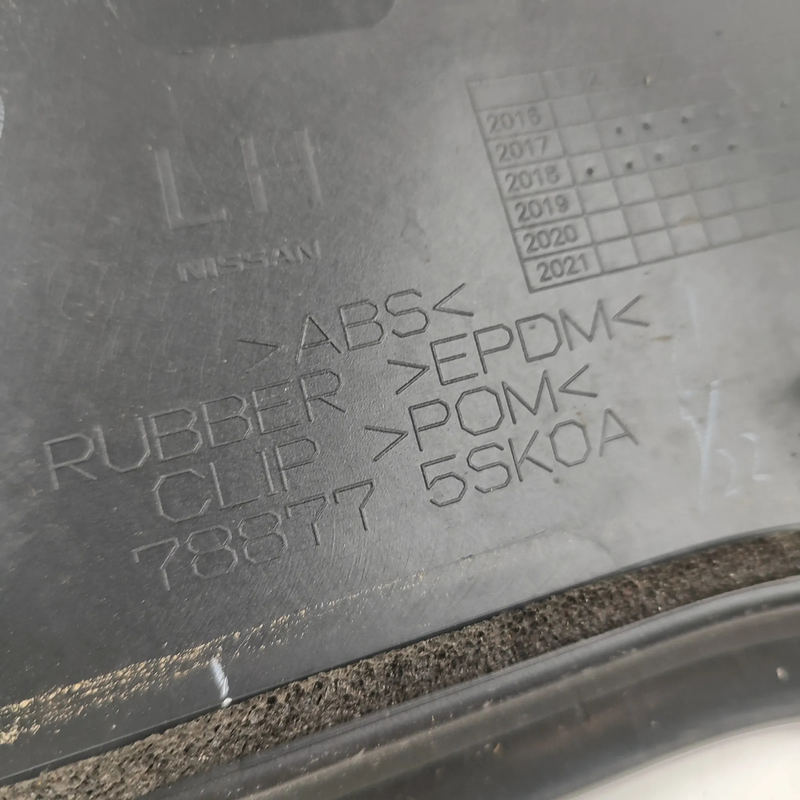 LH
NISSAN
2016
2017
2018
2019
2020
2021
>ABS<
RUBBER >EPDM<
CLIP >POM<
78877 5SK0A